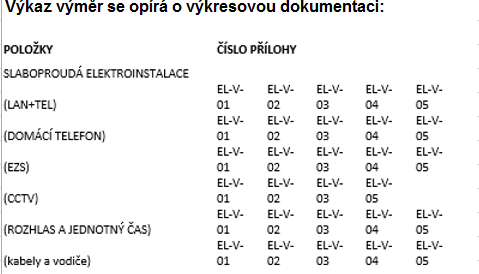 Výkaz výměr se opírá o výkresovou dokumentaci:
POLOŽKY ČÍSLO PŘÍLOHY
SLABOPROUDÁ ELEKTROINSTALACE
EL-V- EL-V- EL-V- EL-V- EL-V-
(LAN+TEL) 01 02 03 04 05
EL-V- EL-V- EL-V- EL-V- EL-V-
(DOMÁCÍ TELEFON) 01 02 03 04 05
EL-V- EL-V- EL-V- EL-V- EL-V-
(EZS) 01 02 03 04 05
EL-V- EL-V- EL-V- EL-V-
(CCTV) 01 02 03 05
EL-V- EL-V- EL-V- EL-V- EL-V-
(ROZHLAS A JEDNOTNÝ ČAS) 01 02 03 04 05
EL-V- EL-V- EL-V- EL-V- EL-V-
(kabely a vodiče) 01 02 03 04 05